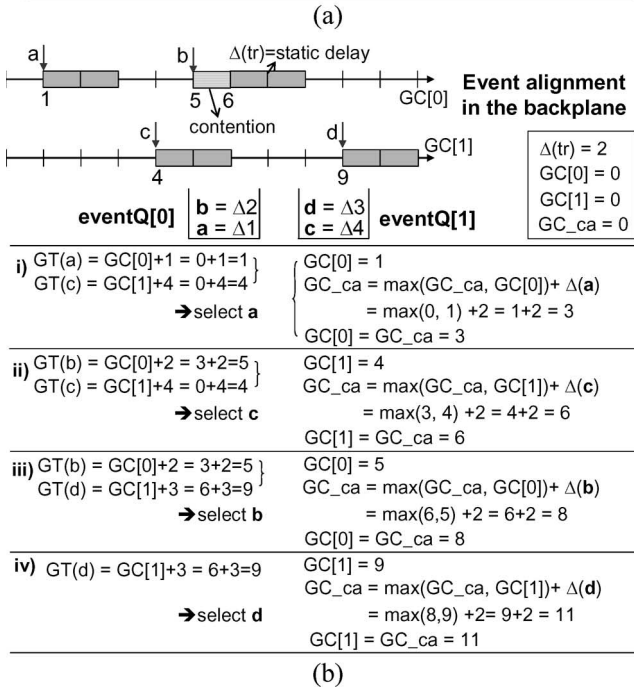 (a)
a
b
Δ(tr)=static delay
1
5 6
GC[0]
contention
Event alignment
in the backplane
c
d
GC[1]
4
9
Δ(tr) = 2
GC[0] = 0
GC[1] = 0
GC_ca = 0
eventQ[0]
b = Δ2
a = Δ1
d = Δ3
c = Δ4
eventQ[1]
i) GT(a) = GC[0]+1 = 0+1=1
GT(c) = GC[1]+4 = 0+4=4
➔select a
GC[0] = 1
GC_ca = max(GC_ca, GC[0])+ Δ(a)
= max(0, 1) +2 = 1+2 = 3
GC[0] = GC_ca = 3
ii) GT(b) = GC[0]+2 = 3+2=5
GT(c) = GC[1]+4 = 0+4=4
➔select c
GC[1] = 4
GC_ca = max(GC_ca, GC[1]) + Δ(c)
= max(3, 4) +2 = 4+2 = 6
GC[1] = GC_ca = 6
iii) GT(b) = GC[0]+2 = 3+2=5
GT(d) = GC[1]+3 = 6+3=9
➔select b
GC[0] = 5
GC_ca = max(GC_ca, GC[0])+ Δ(b)
= max(6,5) +2 = 6+2 = 8
GC[0] = GC_ca = 8
iv) GT(d) = GC[1]+3 = 6+3=9
➔select d
GC[1] = 9
GC_ca = max(GC_ca, GC[1])+ Δ(d)
= max(8,9) +2= 9+2 = 11
GC[1] = GC_ca = 11
(b)